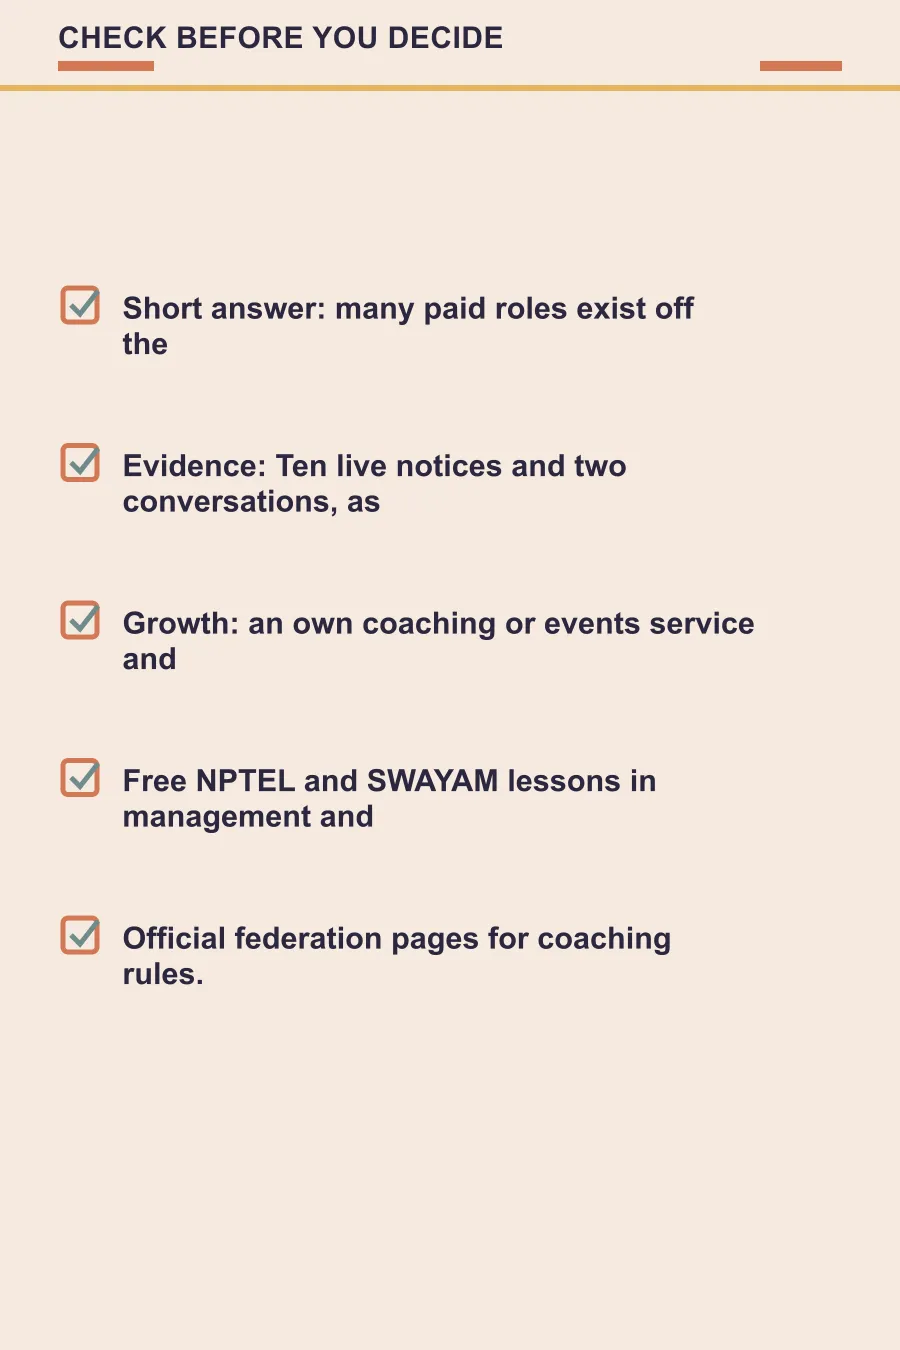 CHECK BEFORE YOU DECIDE
Short answer: many paid roles exist off
the
Evidence: Ten live notices and two
conversations, as
Growth: an own coaching or events service
and
Free NPTEL and SWAYAM lessons in
management and
Official federation pages for coaching
rules.